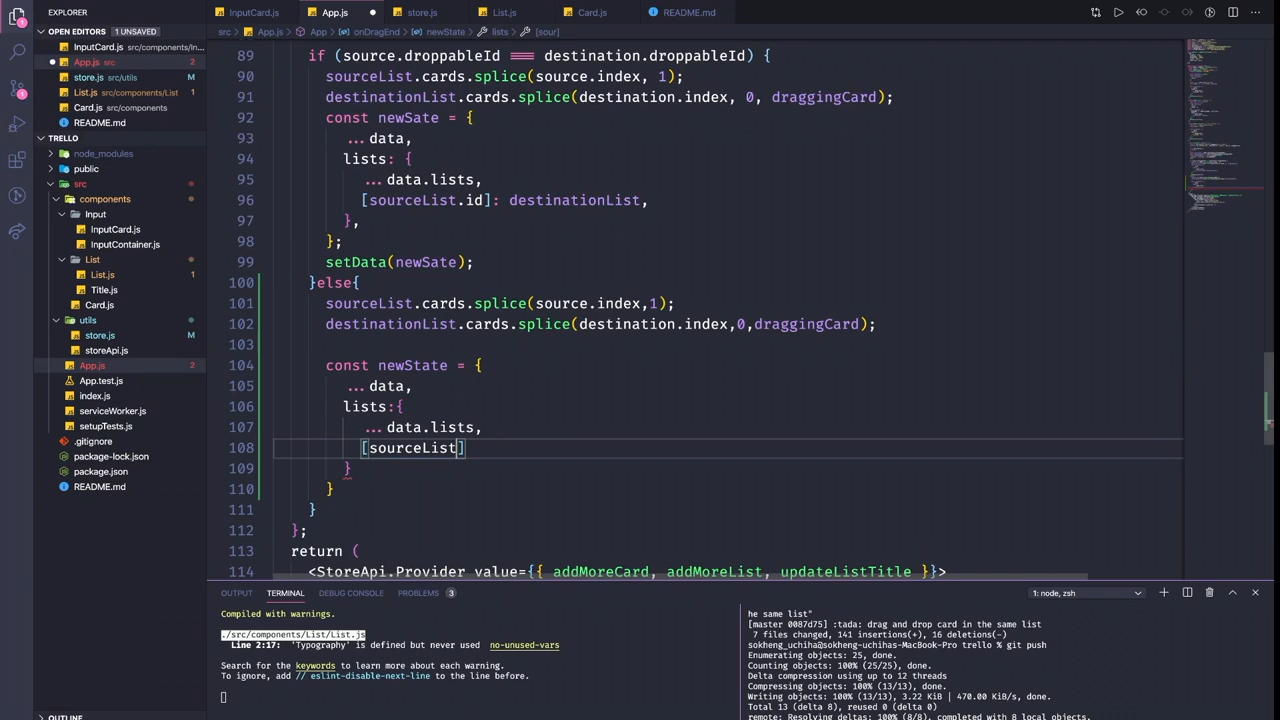 EXPLORER
OPEN EDITORS 1 UNSAVED
InputCard.js src/components/In...
App.js src 2
store.js src/utils M
List.js src/components/List 1
Card.js src/components
README.md
TRELLO
node_modules
public
src
components
Input
InputCard.js
InputContainer.js
List
List.js 1
Title.js
Card.js
utils
store.js M
storeApi.js
App.js 2
App.test.js
index.js
serviceWorker.js
setupTests.js
.gitignore
package-lock.json
package.json
README.md
OUTLINE
InputCard.js App.js store.js List.js Card.js README.md
src > App.js > App > onDragEnd > newState > lists > [sour]
89 if (source.droppableId === destination.droppableId) {
90 sourceList.cards.splice(source.index, 1);
91 destinationList.cards.splice(destination.index, 0, draggingCard);
92 const newSate = {
93 ...data,
94 lists: {
95 ...data.lists,
96 [sourceList.id]: destinationList,
97 },
98 };
99 setData(newSate);
100 }else{
101 sourceList.cards.splice(source.index,1);
102 destinationList.cards.splice(destination.index,0,draggingCard);
103
104 const newState = {
105 ...data,
106 lists:{
107 ...data.lists,
108 [sourceList]
109 }
110 }
111 }
112 };
113 return (
114 <StoreApi.Provider value={{ addMoreCard, addMoreList, updateListTitle }}>
OUTPUT TERMINAL DEBUG CONSOLE PROBLEMS 3
1: node, zsh
Compiled with warnings.
./src/components/List/List.js
Line 2:17: 'Typography' is defined but never used no-unused-vars
Search for the keywords to learn more about each warning.
To ignore, add // eslint-disable-next-line to the line before.
he same list"
[master 0087d75] :tada: drag and drop card in the same list
7 files changed, 141 insertions(+), 16 deletions(-)
sokheng_uchiha@sokheng-uchihas-MacBook-Pro trello % git push
Enumerating objects: 25, done.
Counting objects: 100% (25/25), done.
Delta compression using up to 12 threads
Compressing objects: 100% (13/13), done.
Writing objects: 100% (13/13), 3.22 KiB | 470.00 KiB/s, done.
Total 13 (delta 8), reused 0 (delta 0)
remote: Resolving deltas: 100% (8/8), completed with 8 local objects.